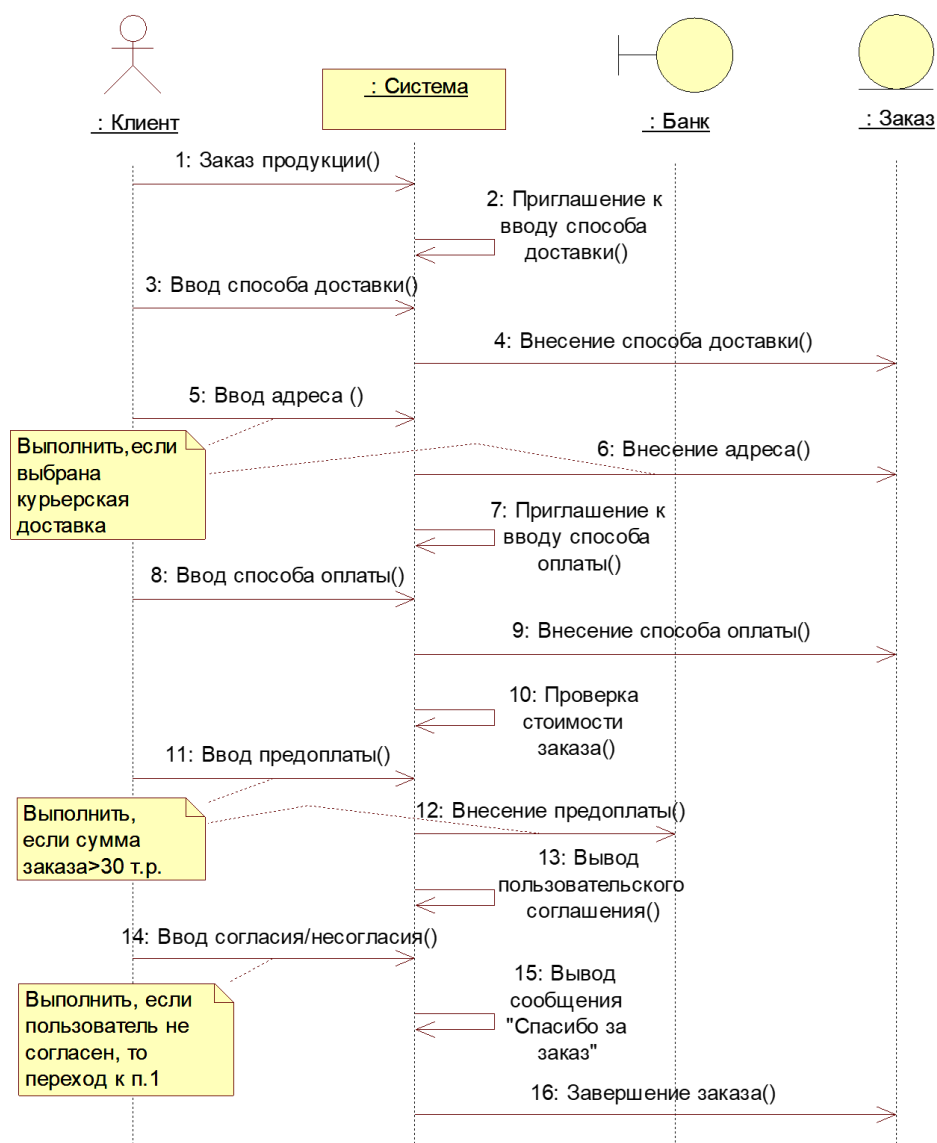 : Клиент
: Система
: Банк
: Заказ
1: Заказ продукции()
2: Приглашение к
вводу способа
доставки()
3: Ввод способа доставки()
4: Внесение способа доставки()
5: Ввод адреса ()
Выполнить,если
выбрана
курьерская
доставка
6: Внесение адреса()
7: Приглашение к
вводу способа
оплаты()
8: Ввод способа оплаты()
9: Внесение способа оплаты()
10: Проверка
стоимости
заказа()
11: Ввод предоплаты()
Выполнить,
если сумма
заказа>30 т.р.
12: Внесение предоплаты()
13: Вывод
пользовательского
соглашения()
14: Ввод согласия/несогласия()
Выполнить, если
пользователь не
согласен, то
переход к п.1
15: Вывод
сообщения
"Спасибо за
заказ"
16: Завершение заказа()